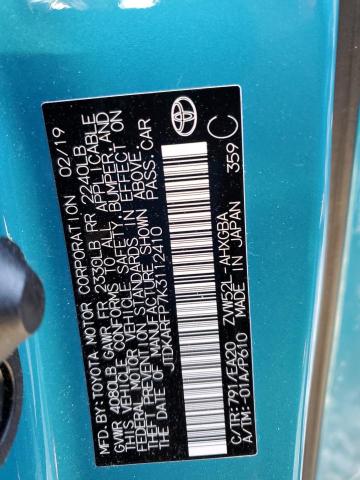 MFD. BY: TOYOTA MOTOR CORPORATION 02/19
GVWR 4080LB GAWR FR 2330LB RR 2240LB
THIS VEHICLE CONFORMS TO ALL APPLICABLE
FEDERAL MOTOR VEHICLE SAFETY, BUMPER, AND
THEFT PREVENTION STANDARDS IN EFFECT ON
THE DATE OF MANUFACTURE SHOWN ABOVE.
JTDKARFP7K3112410 PASS. CAR
C/TR: 791/EA20 ZVW52L-AHXGBA
A/TM: -01A/P610 MADE IN JAPAN 359 C
TOYOTA